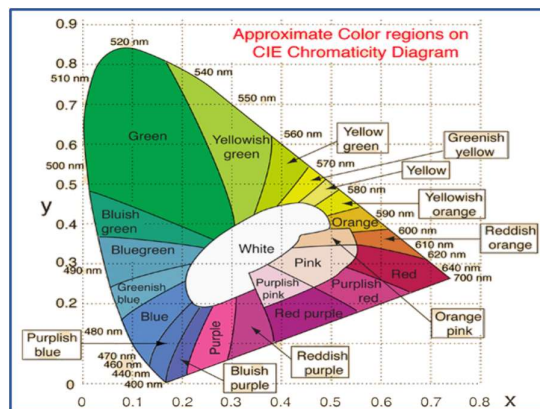 Approximate Color regions on
CIE Chromaticity Diagram
0.9
0.8
0.7
0.6
0.5
0.4
0.3
0.2
0.1
0
y
0
0.1
0.2
0.3
0.4
0.5
0.6
0.7
0.8
x
520 nm
510 nm
540 nm
550 nm
560 nm
500 nm
570 nm
580 nm
590 nm
600 nm
610 nm
620 nm
640 nm
700 nm
490 nm
480 nm
470 nm
460 nm
440 nm
400 nm
Green
Yellowish
green
Yellow
green
Greenish
yellow
Yellow
Yellowish
orange
Orange
Reddish
orange
Bluish
green
Bluegreen
White
Pink
Red
Greenish
blue
Purplish
pink
Purplish
red
Blue
Purple
Red purple
Orange
pink
Purplish
blue
Bluish
purple
Reddish
purple